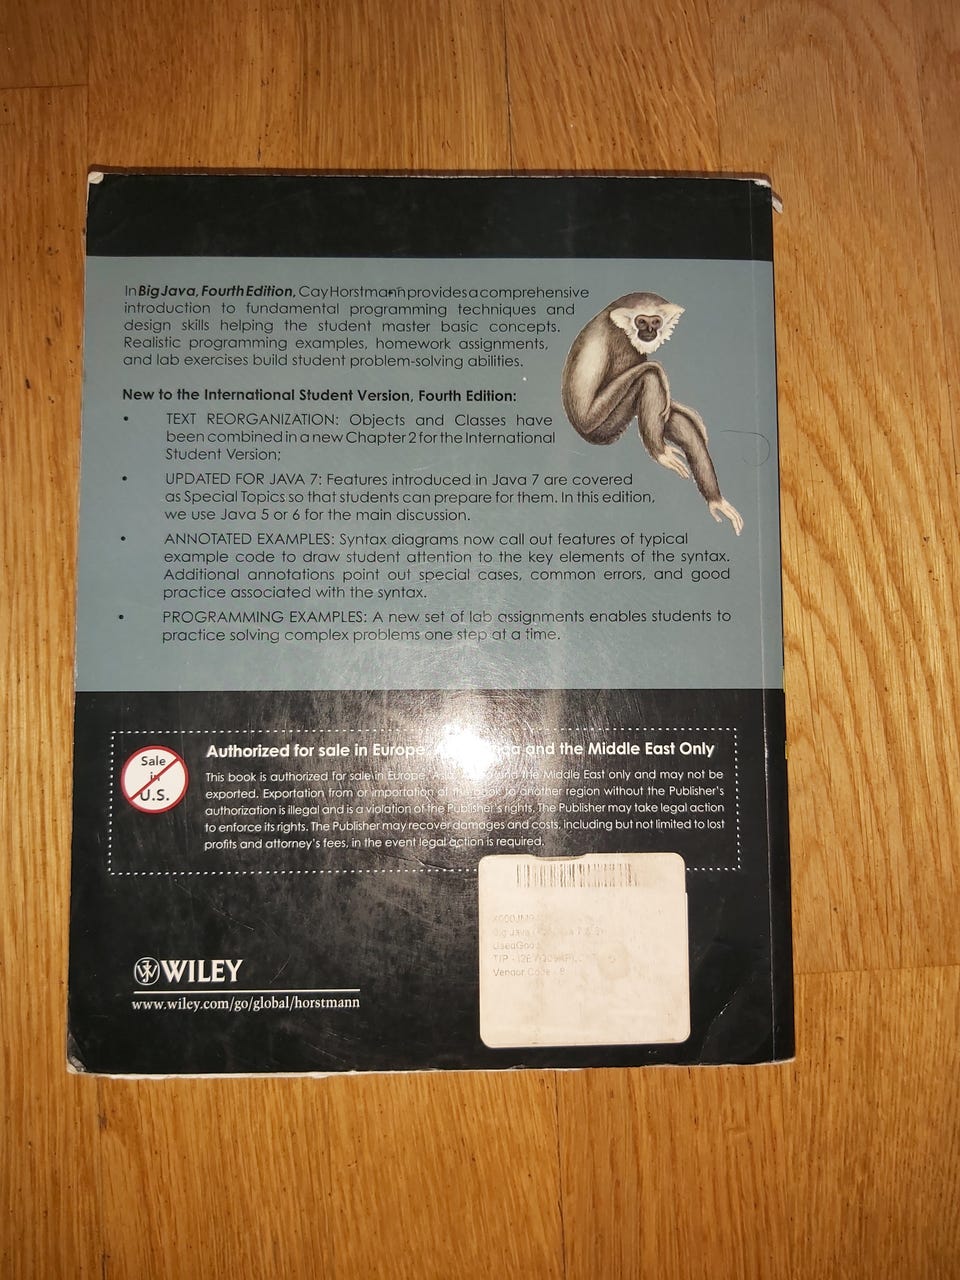 In Big Java, Fourth Edition, Cay Horstmann provides a comprehensive
introduction to fundamental programming techniques and
design skills helping the student master basic concepts.
Realistic programming examples, homework assignments,
and lab exercises build student problem-solving abilities.
New to the International Student Version, Fourth Edition:
• TEXT REORGANIZATION: Objects and Classes have
been combined in a new Chapter 2 for the International
Student Version;
• UPDATED FOR JAVA 7: Features introduced in Java 7 are covered
as Special Topics so that students can prepare for them. In this edition,
we use Java 5 or 6 for the main discussion.
• ANNOTATED EXAMPLES: Syntax diagrams now call out features of typical
example code to draw student attention to the key elements of the syntax.
Additional annotations point out special cases, common errors, and good
practice associated with the syntax.
• PROGRAMMING EXAMPLES: A new set of lab assignments enables students to
practice solving complex problems one step at a time.
Sale
in
U.S.
Authorized for sale in Europe, and the Middle East Only
This book is authorized for sale in Europe, Asia, and the Middle East only and may not be
exported. Exportation from or importation of this book to another region without the Publisher's
authorization is illegal and is a violation of the Publisher's rights. The Publisher may take legal action
to enforce its rights. The Publisher may recover damages and costs, including but not limited to lost
profits and attorney's fees, in the event legal action is required.
Big Java
Vendor Code - 
WILEY
www.wiley.com/go/global/horstmann